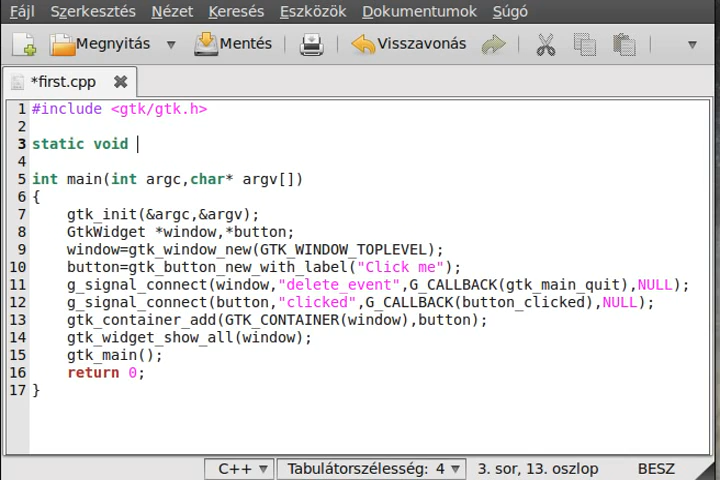 Fájl Szerkesztés Nézet Keresés Eszközök Dokumentumok Súgó
Megnyitás Mentés Visszavonás
*first.cpp
1 #include <gtk/gtk.h>
2
3 static void
4
5 int main(int argc,char* argv[])
6 {
7 gtk_init(&argc,&argv);
8 GtkWidget *window,*button;
9 window=gtk_window_new(GTK_WINDOW_TOPLEVEL);
10 button=gtk_button_new_with_label("Click me");
11 g_signal_connect(window,"delete_event",G_CALLBACK(gtk_main_quit),NULL);
12 g_signal_connect(button,"clicked",G_CALLBACK(button_clicked),NULL);
13 gtk_container_add(GTK_CONTAINER(window),button);
14 gtk_widget_show_all(window);
15 gtk_main();
16 return 0;
17 }
C++ Tabulátorszélesség: 4 3. sor, 13. oszlop BESZ